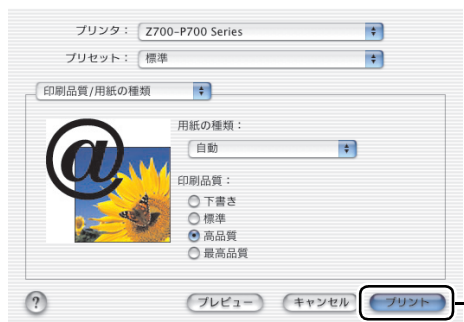 プリンタ： Z700-P700 Series
プリセット： 標準
印刷品質/用紙の種類
@
用紙の種類：
自動
印刷品質：
下書き
標準
高品質
最高品質
? プレビュー キャンセル プリント